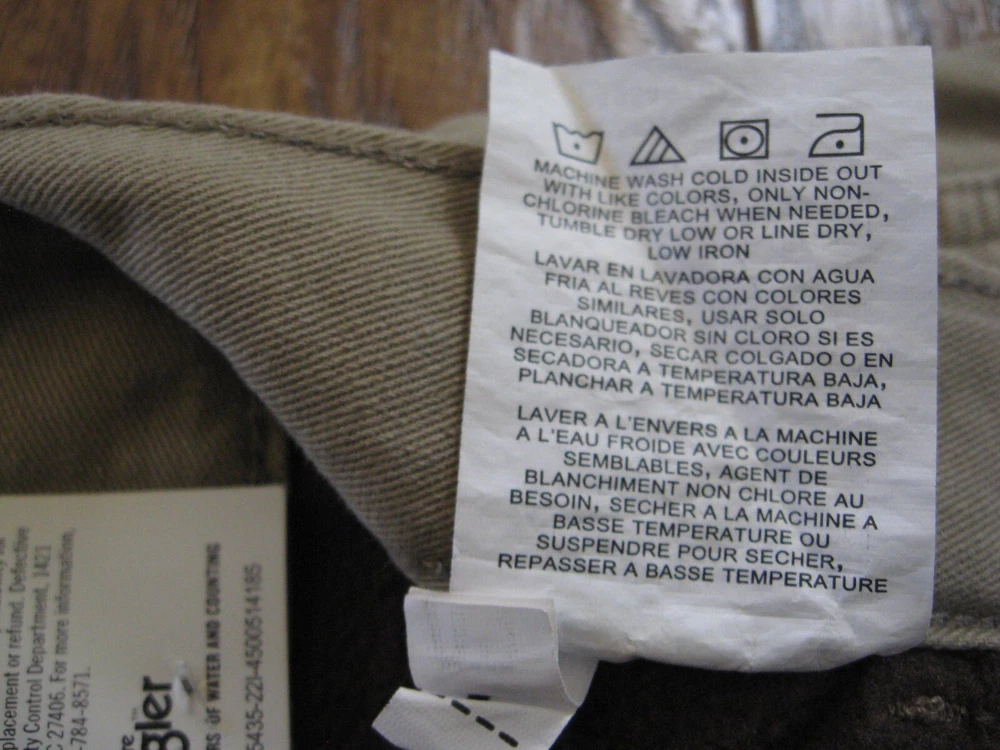 MACHINE WASH COLD INSIDE OUT
WITH LIKE COLORS, ONLY NON-
CHLORINE BLEACH WHEN NEEDED,
TUMBLE DRY LOW OR LINE DRY,
LOW IRON
LAVAR EN LAVADORA CON AGUA
FRIA AL REVES CON COLORES
SIMILARES, USAR SOLO
BLANQUEADOR SIN CLORO SI ES
NECESARIO, SECAR COLGADO O EN
SECADORA A TEMPERATURA BAJA,
PLANCHAR A TEMPERATURA BAJA
LAVER A L'ENVERS A LA MACHINE
A L'EAU FROIDE AVEC COULEURS
SEMBLABLES, AGENT DE
BLANCHIMENT NON CHLORE AU
BESOIN, SECHER A LA MACHINE A
BASSE TEMPERATURE OU
SUSPENDRE POUR SECHER,
REPASSER A BASSE TEMPERATURE
placement or refund. Defective
ty Control Department, 1421
C 27406. For more information,
-784-8571.
gler
RS OF WATER AND COUNTING
5435-22I-4500514185